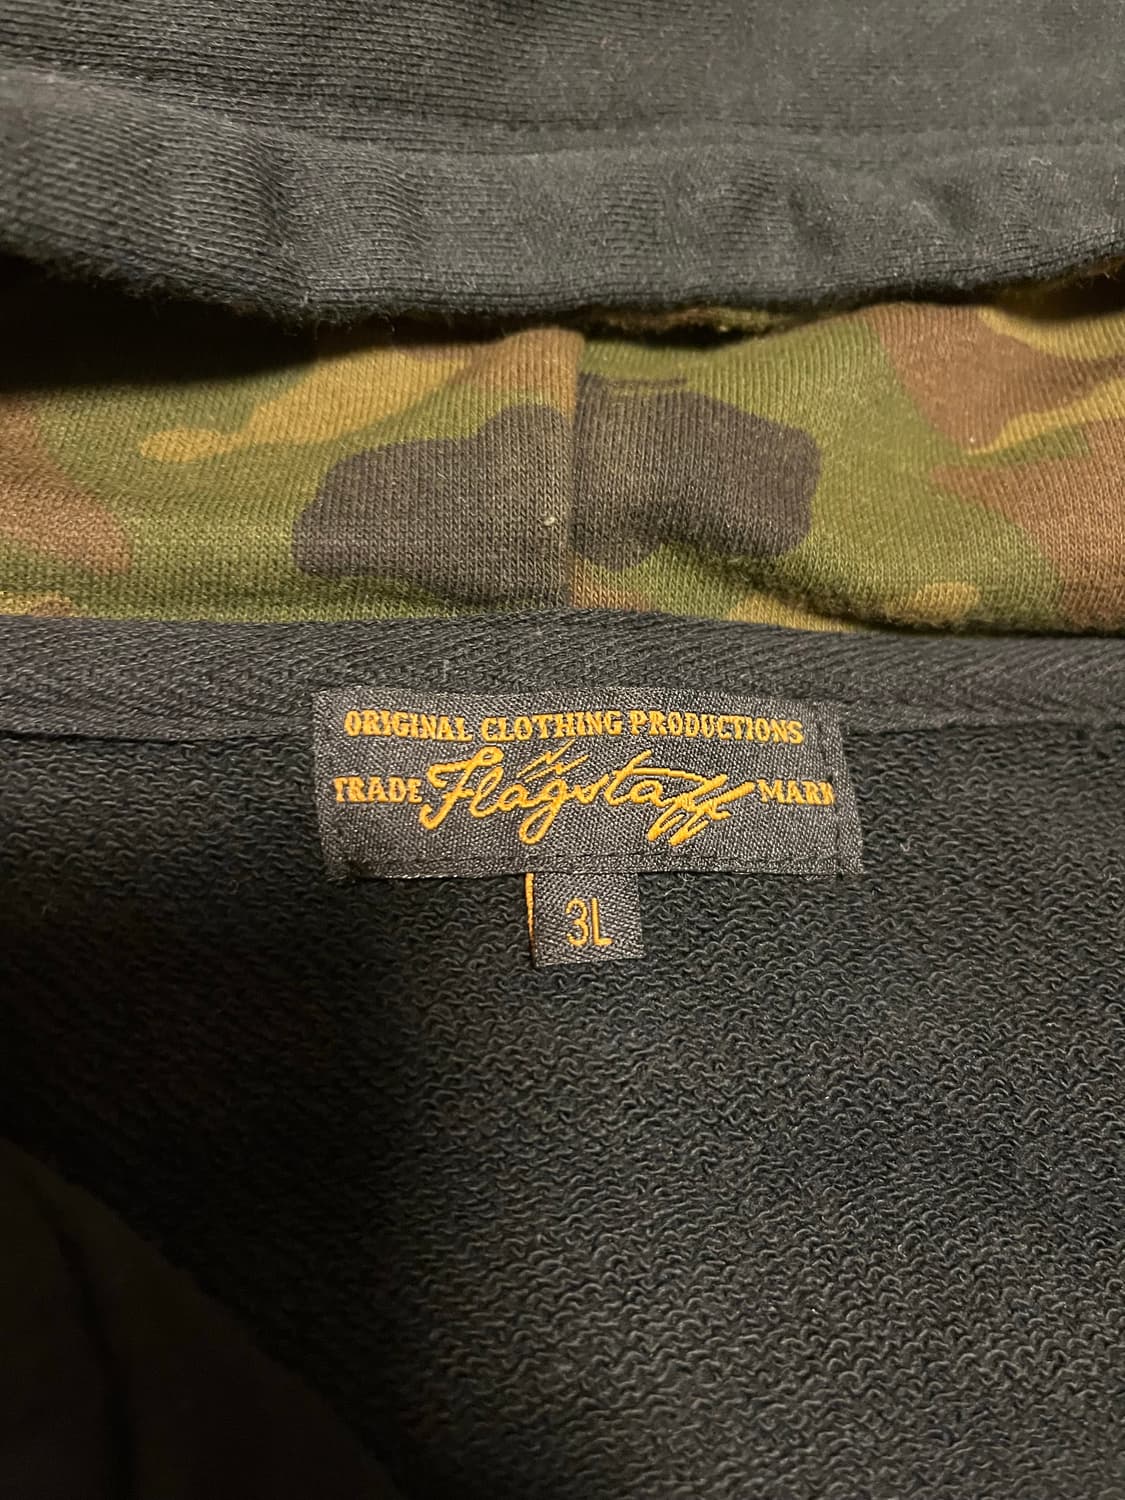 ORIGINAL CLOTHING PRODUCTIONS
TRADE Flagstaff MARK
3L